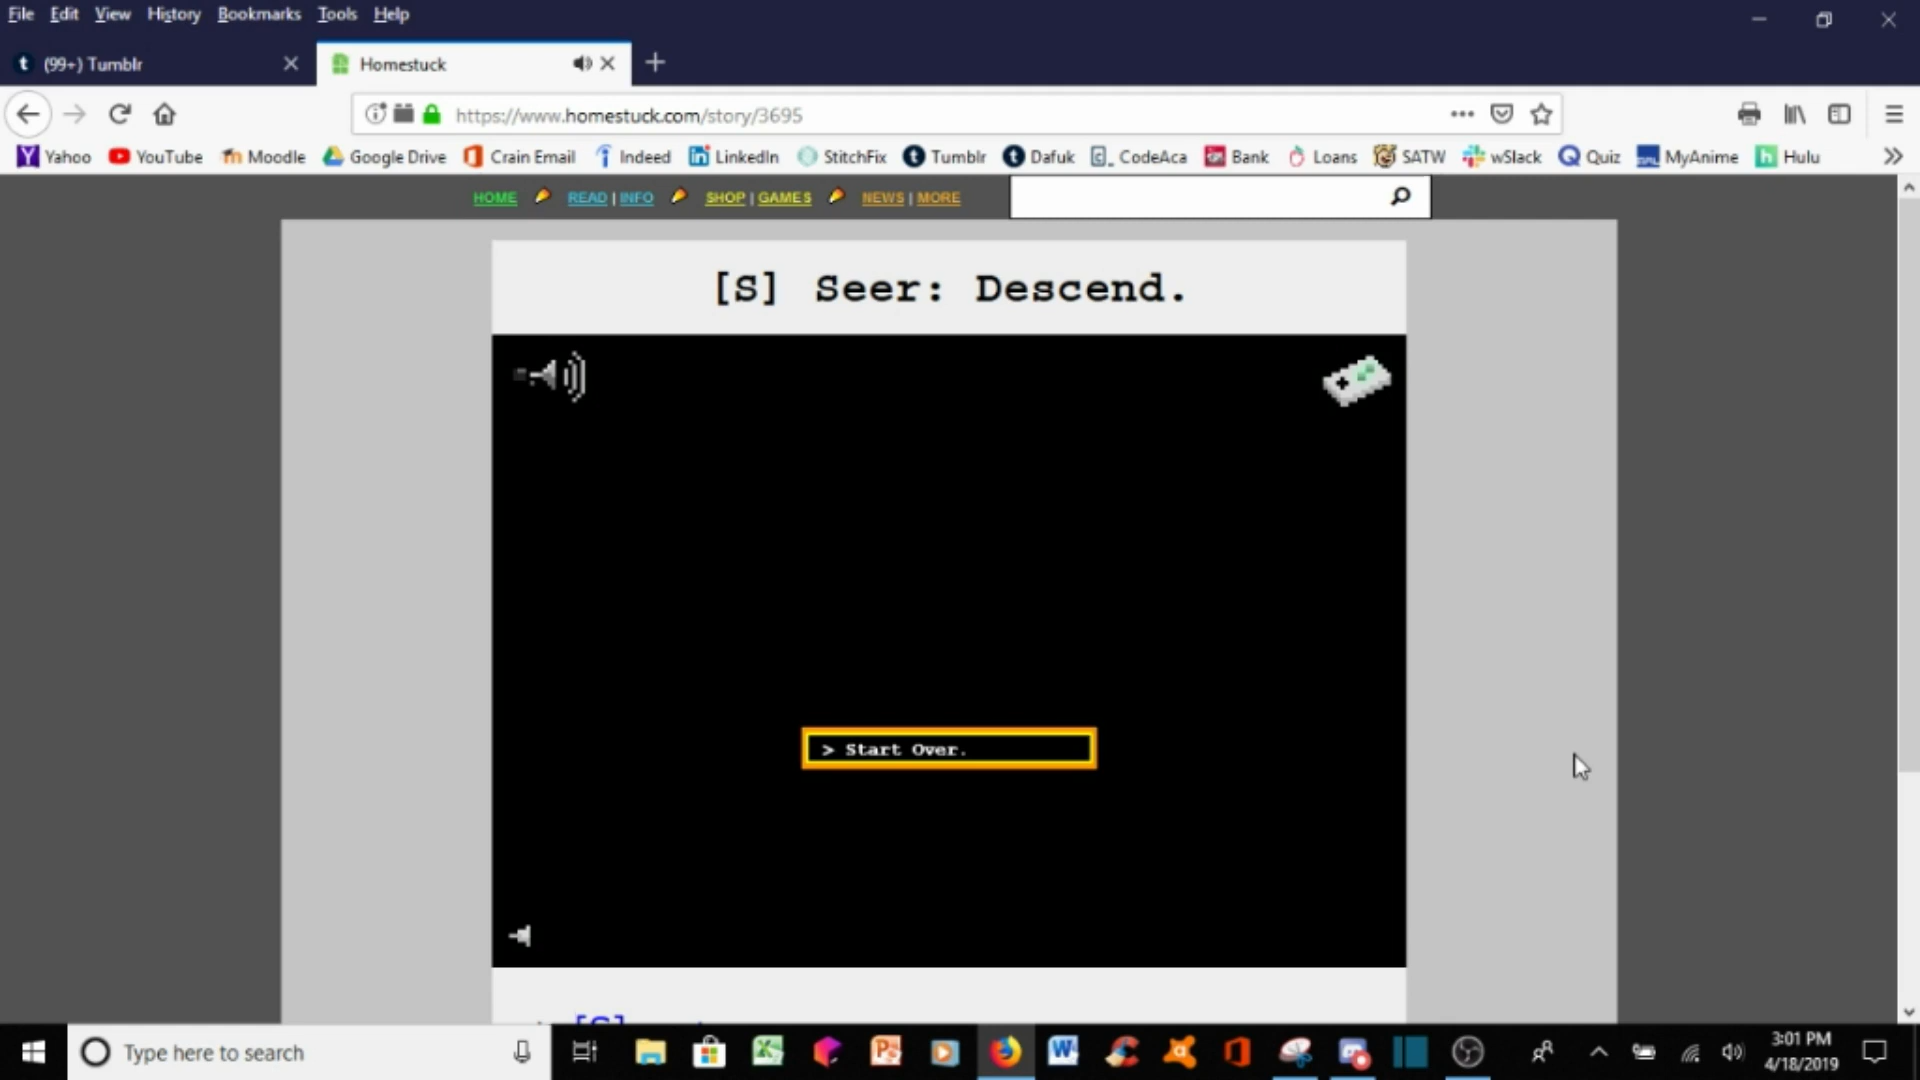 File Edit View History Bookmarks Tools Help
(99+) Tumblr
Homestuck
https://www.homestuck.com/story/3695
Yahoo YouTube Moodle Google Drive Crain Email Indeed LinkedIn StitchFix Tumblr Dafuk CodeAca Bank Loans SATW wSlack Quiz MyAnime Hulu
HOME READ | INFO SHOP | GAMES NEWS | MORE
[S] Seer: Descend.
> Start Over.
Type here to search
3:01 PM
4/18/2019